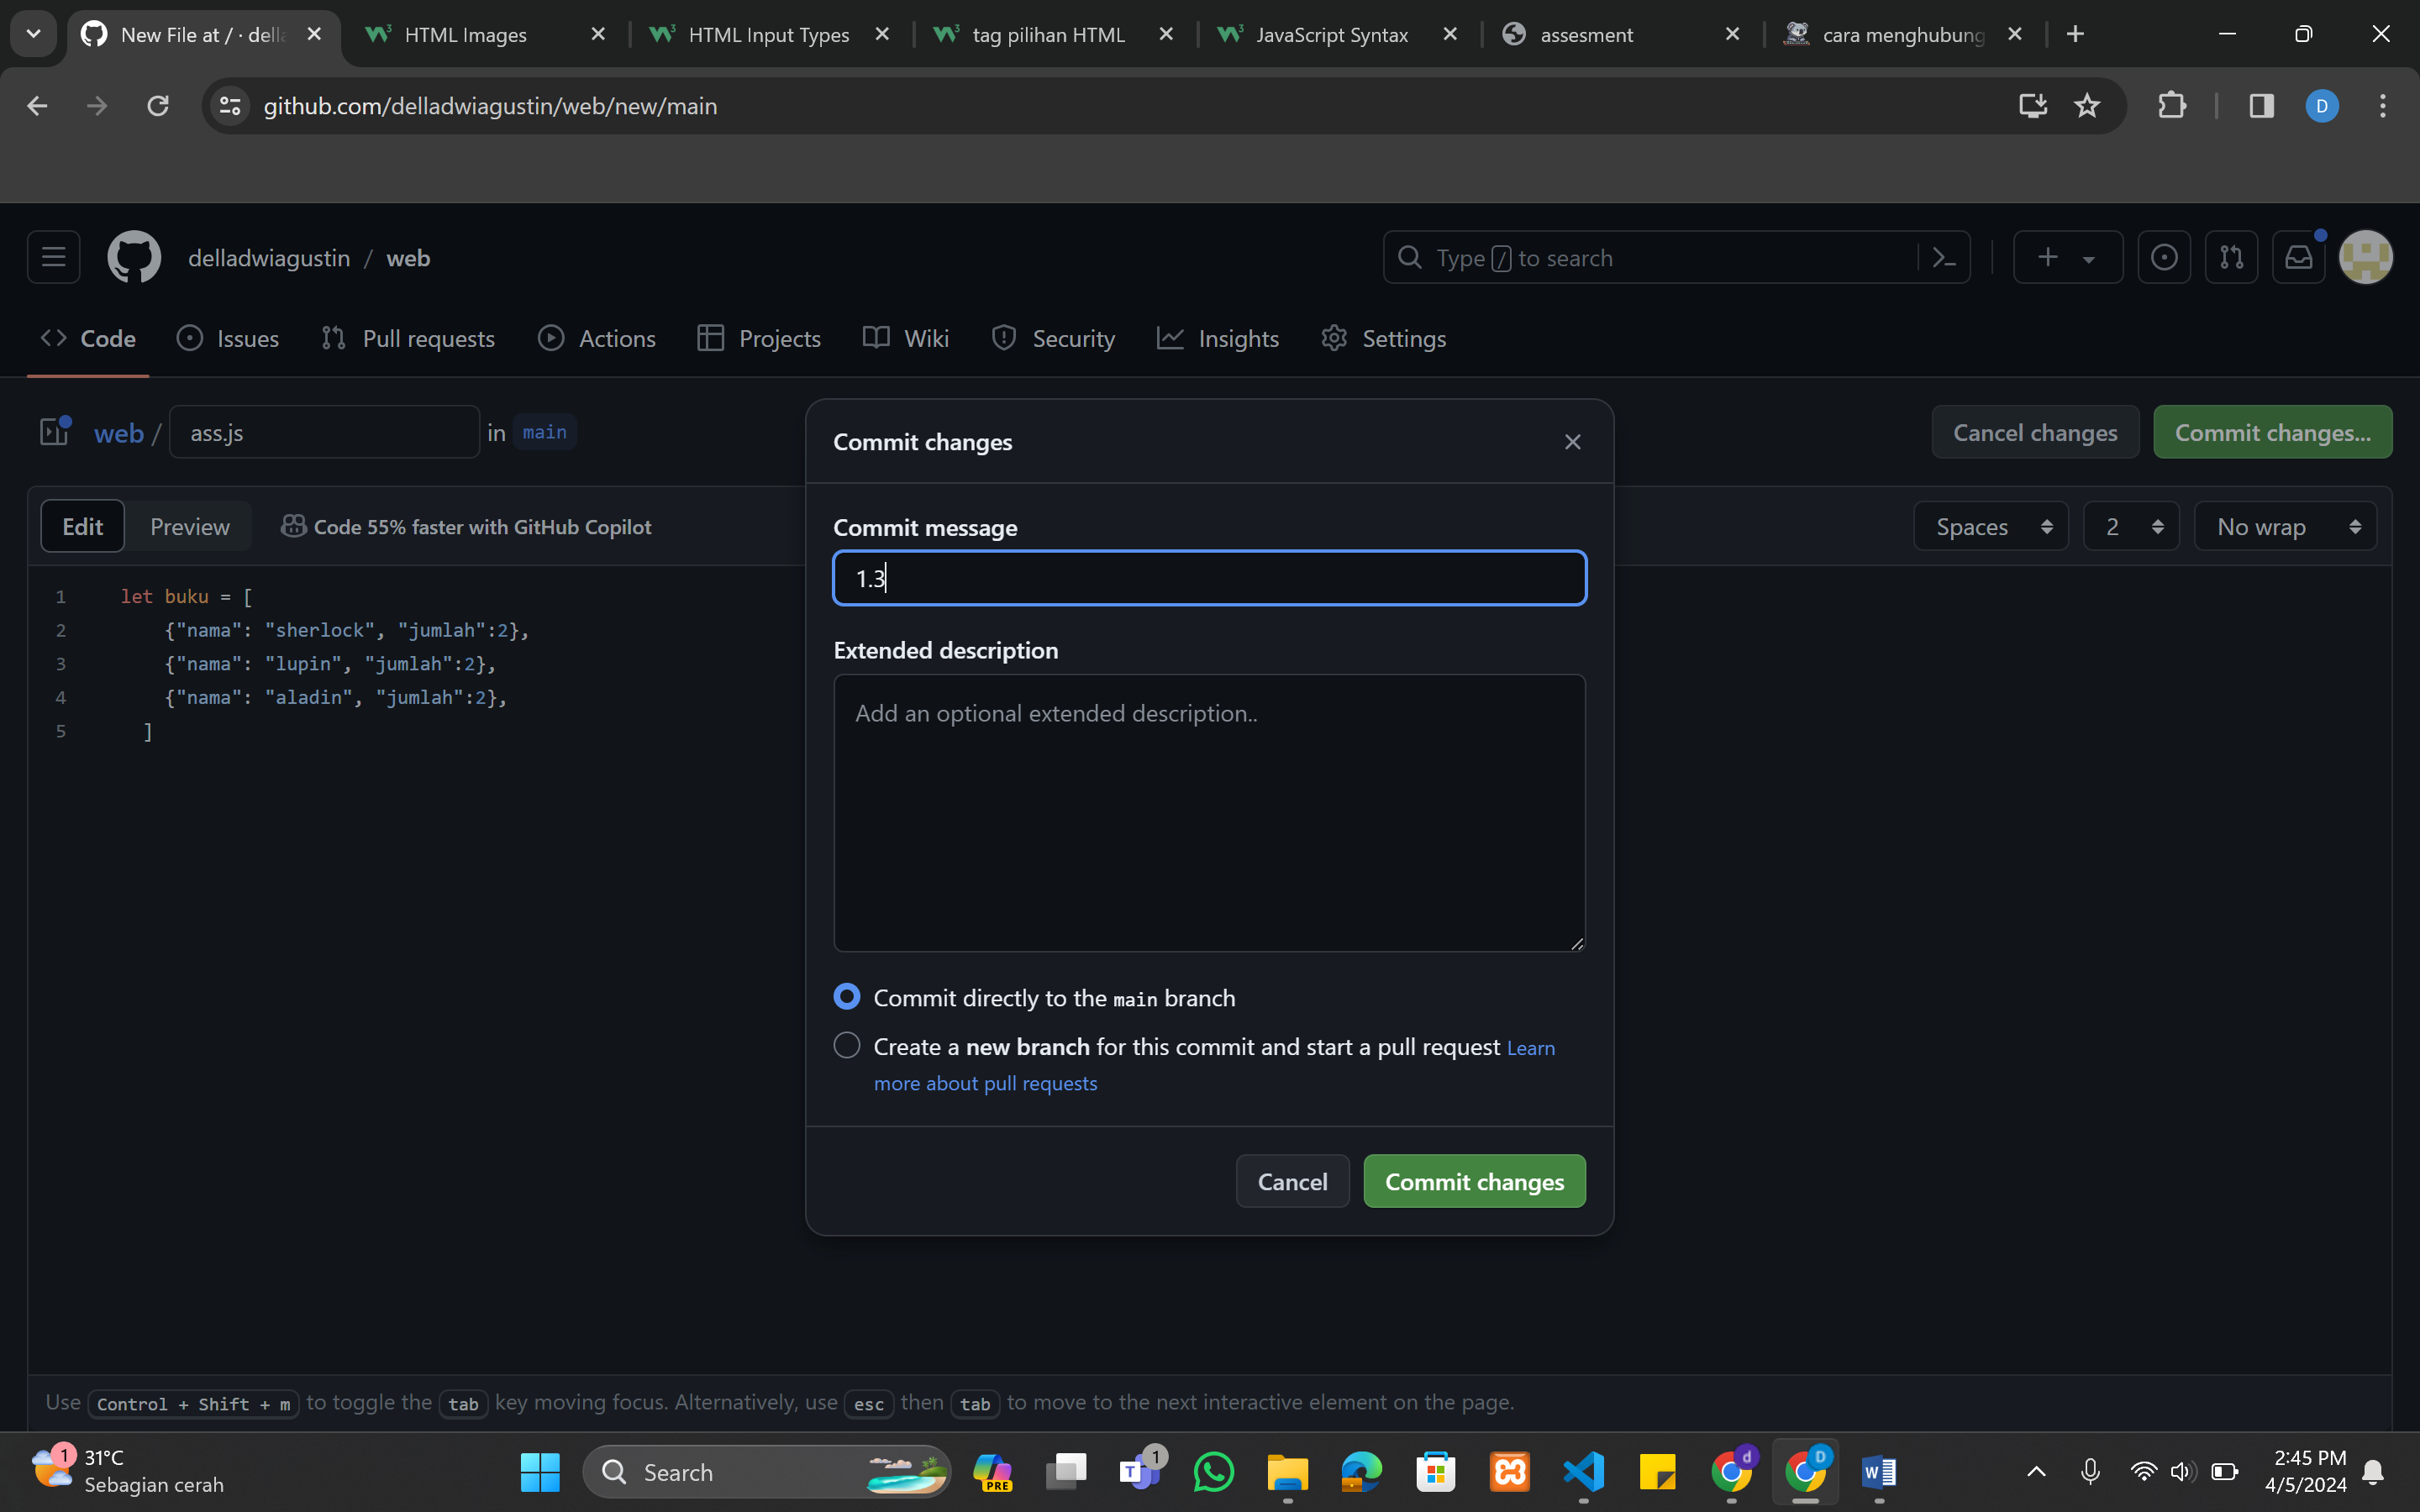 New File at / · dell
HTML Images
HTML Input Types
tag pilihan HTML
JavaScript Syntax
assesment
cara menghubung
github.com/delladwiagustin/web/new/main
D
delladwiagustin / web
Type / to search
Code
Issues
Pull requests
Actions
Projects
Wiki
Security
Insights
Settings
web / ass.js in main
Cancel changes
Commit changes...
Edit
Preview
Code 55% faster with GitHub Copilot
Spaces
2
No wrap
1 let buku = [
2 {"nama": "sherlock", "jumlah":2},
3 {"nama": "lupin", "jumlah":2},
4 {"nama": "aladin", "jumlah":2},
5 ]
Commit changes
Commit message
1.3
Extended description
Add an optional extended description..
Commit directly to the main branch
Create a new branch for this commit and start a pull request Learn
more about pull requests
Cancel
Commit changes
Use Control + Shift + m to toggle the tab key moving focus. Alternatively, use esc then tab to move to the next interactive element on the page.
1
31°C
Sebagian cerah
Search
PRE
T
1
d
D
W
2:45 PM
4/5/2024